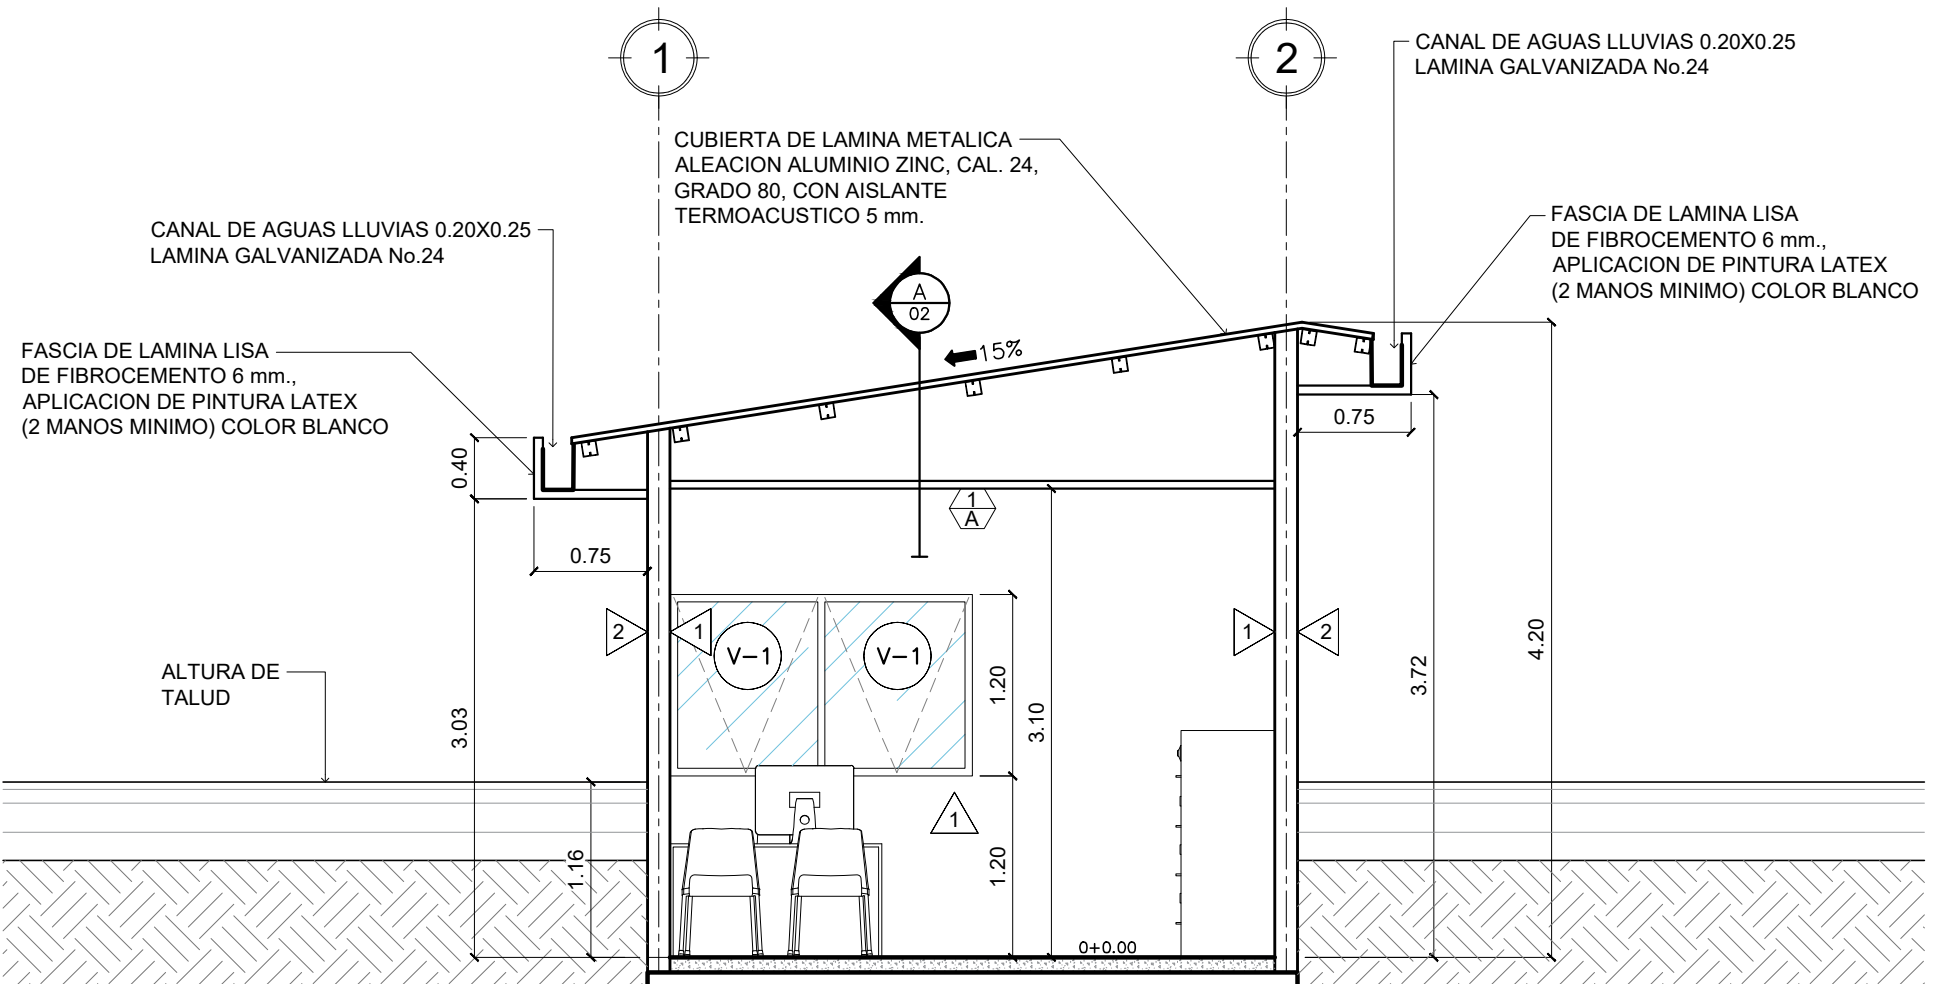 1
2
CANAL DE AGUAS LLUVIAS 0.20X0.25
LAMINA GALVANIZADA No.24
CUBIERTA DE LAMINA METALICA
ALEACION ALUMINIO ZINC, CAL. 24,
GRADO 80, CON AISLANTE
TERMOACUSTICO 5 mm.
CANAL DE AGUAS LLUVIAS 0.20X0.25
LAMINA GALVANIZADA No.24
FASCIA DE LAMINA LISA
DE FIBROCEMENTO 6 mm.,
APLICACION DE PINTURA LATEX
(2 MANOS MINIMO) COLOR BLANCO
A
02
15%
FASCIA DE LAMINA LISA
DE FIBROCEMENTO 6 mm.,
APLICACION DE PINTURA LATEX
(2 MANOS MINIMO) COLOR BLANCO
0.75
0.40
1
A
0.75
2
1
1
2
V-1
V-1
4.20
ALTURA DE
TALUD
1.20
3.72
3.03
3.10
1
1.16
1.20
0+0.00